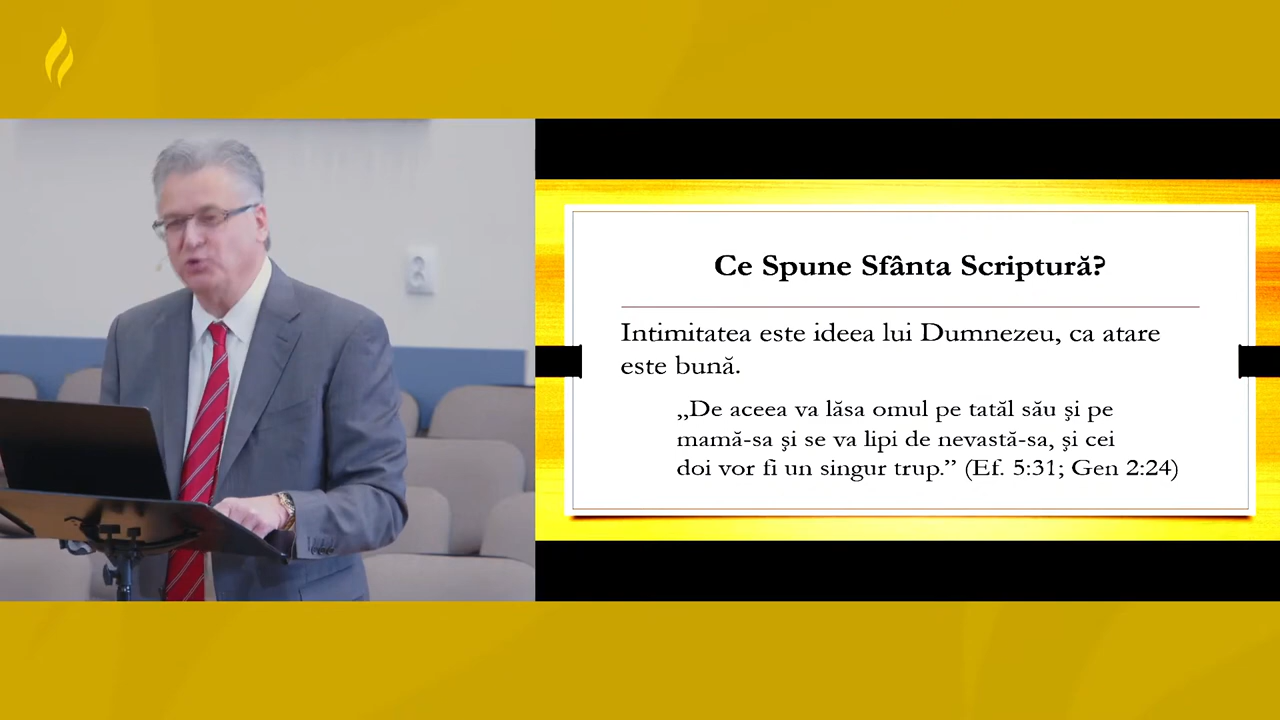 Ce Spune Sfânta Scriptură?
Intimitatea este ideea lui Dumnezeu, ca atare
este bună.
„De aceea va lăsa omul pe tatăl său şi pe
mamă-sa şi se va lipi de nevastă-sa, şi cei
doi vor fi un singur trup.” (Ef. 5:31; Gen 2:24)